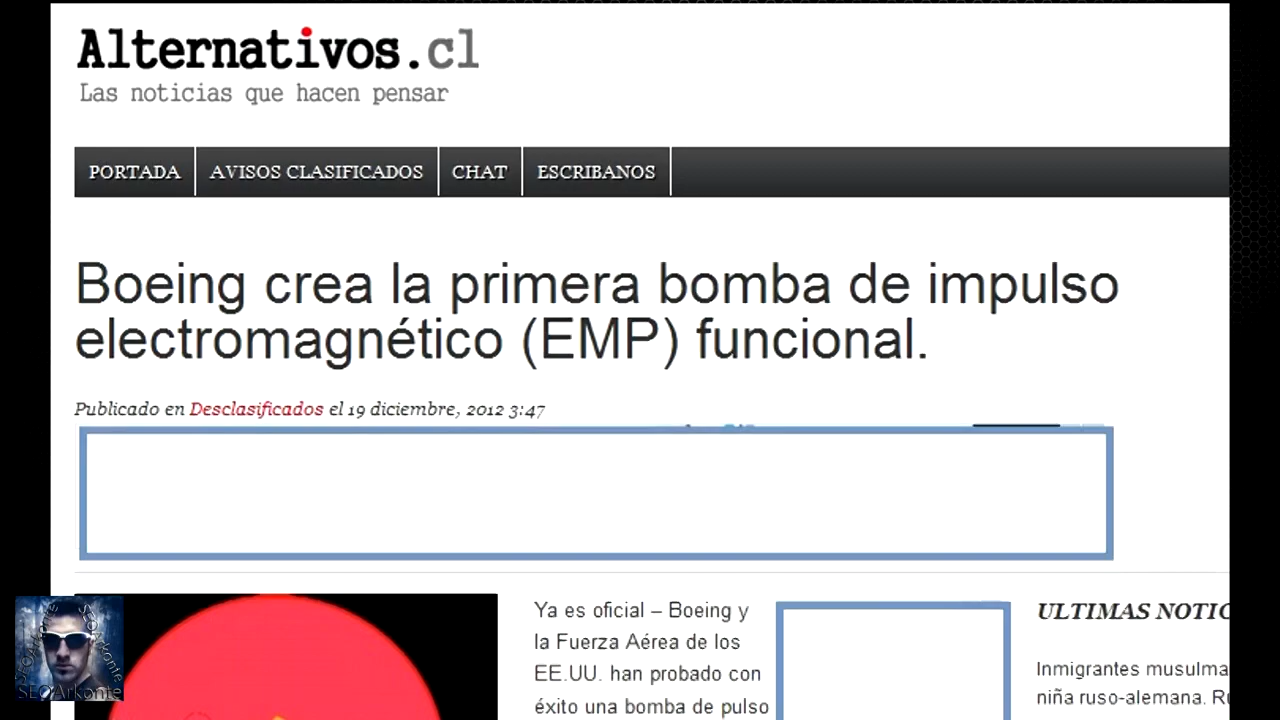 Alternativos.cl
Las noticias que hacen pensar
PORTADA
AVISOS CLASIFICADOS
CHAT
ESCRIBANOS
Boeing crea la primera bomba de impulso
electromagnético (EMP) funcional.
Publicado en Desclasificados el 19 diciembre, 2012 3:47
Ya es oficial – Boeing y
la Fuerza Aérea de los
EE.UU. han probado con
éxito una bomba de pulso
ULTIMAS NOTIC
Inmigrantes musulma
niña ruso-alemana. Ru
SEOArkonte
SEOArkonte
SEOArkonte